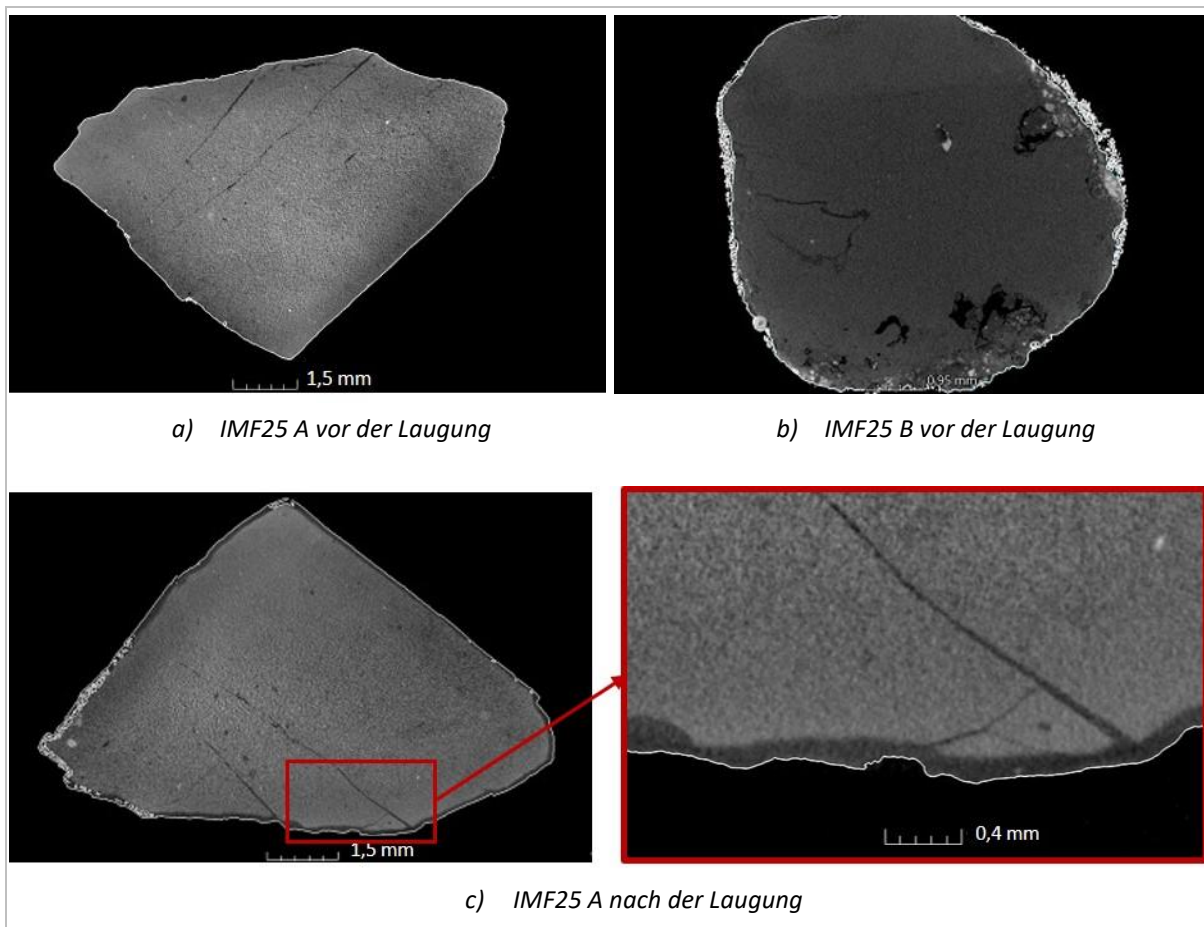 1,5 mm
0,95 mm
a) IMF25 A vor der Laugung
b) IMF25 B vor der Laugung
1,5 mm
0,4 mm
c) IMF25 A nach der Laugung